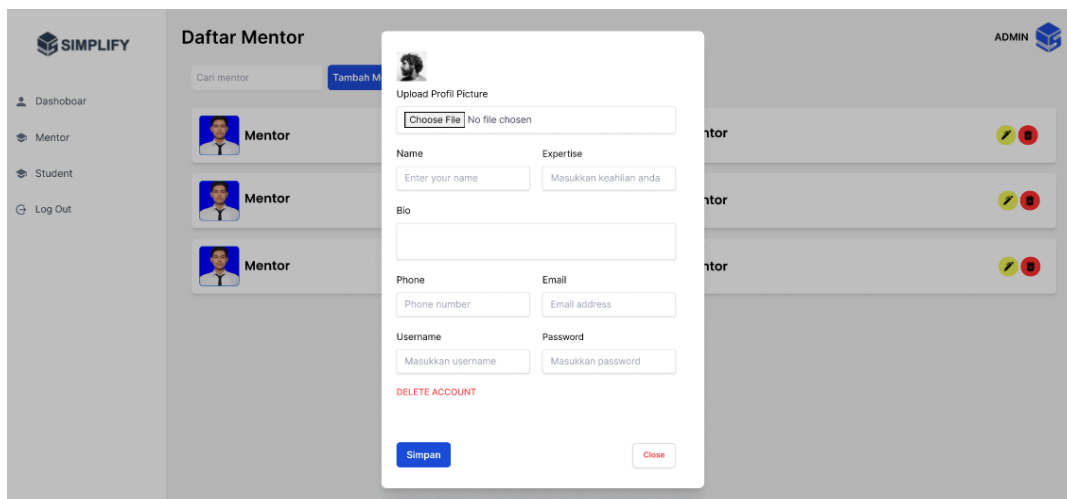 SIMPLIFY
Dashoboar
Mentor
Student
Log Out
Daftar Mentor
ADMIN
Cari mentor
Tambah M
Mentor
ntor
Mentor
ntor
Mentor
ntor
Upload Profil Picture
Choose File No file chosen
Name Expertise
Enter your name Masukkan keahlian anda
Bio
Phone Email
Phone number Email address
Username Password
Masukkan username Masukkan password
DELETE ACCOUNT
Simpan Close